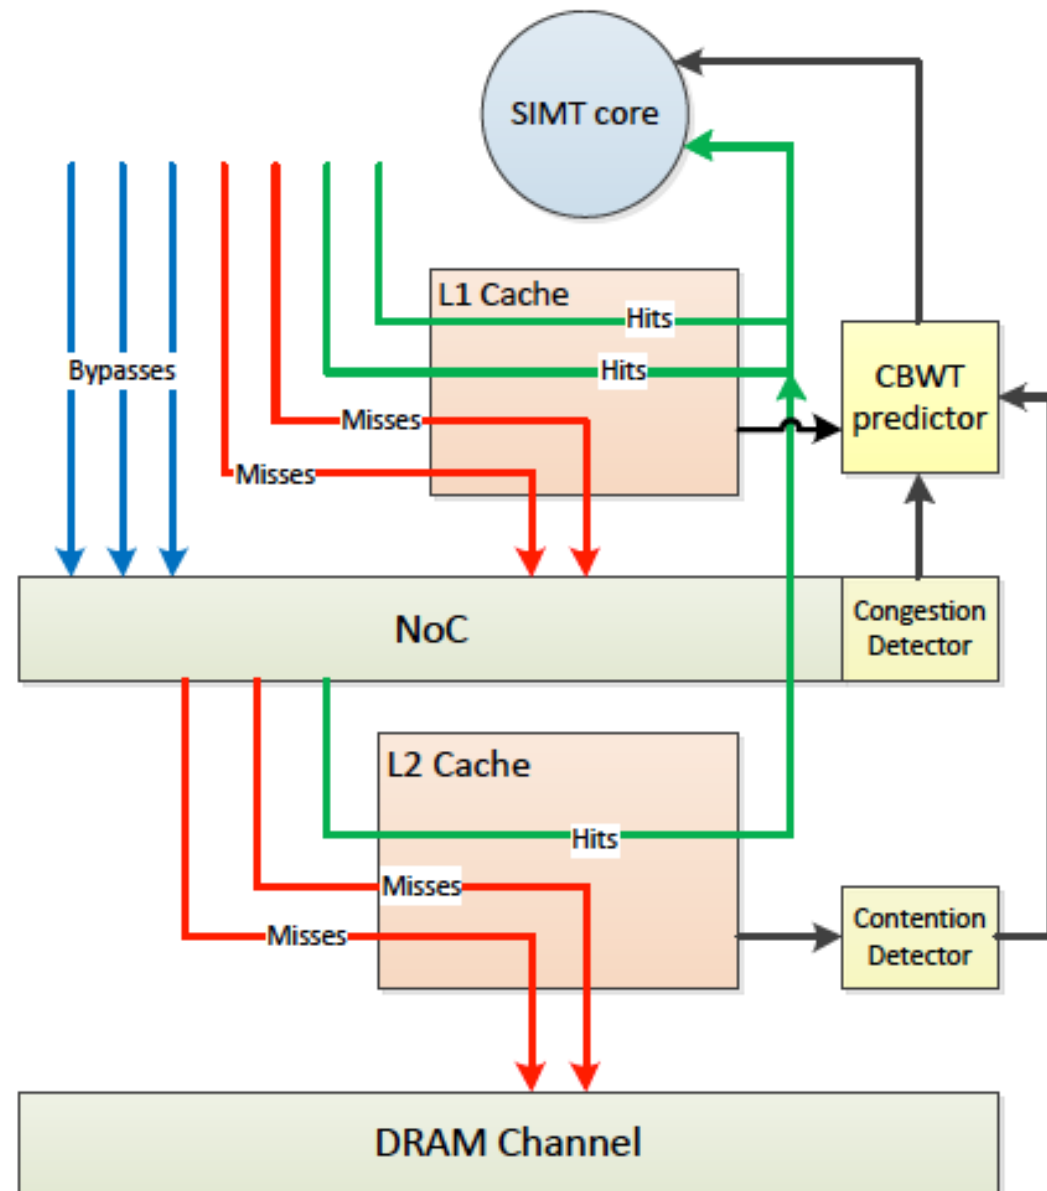 SIMT core
L1 Cache
Hits
Bypasses
Hits
CBWT
predictor
Misses
Misses
NoC
Congestion
Detector
L2 Cache
Hits
Misses
Misses
Contention
Detector
DRAM Channel